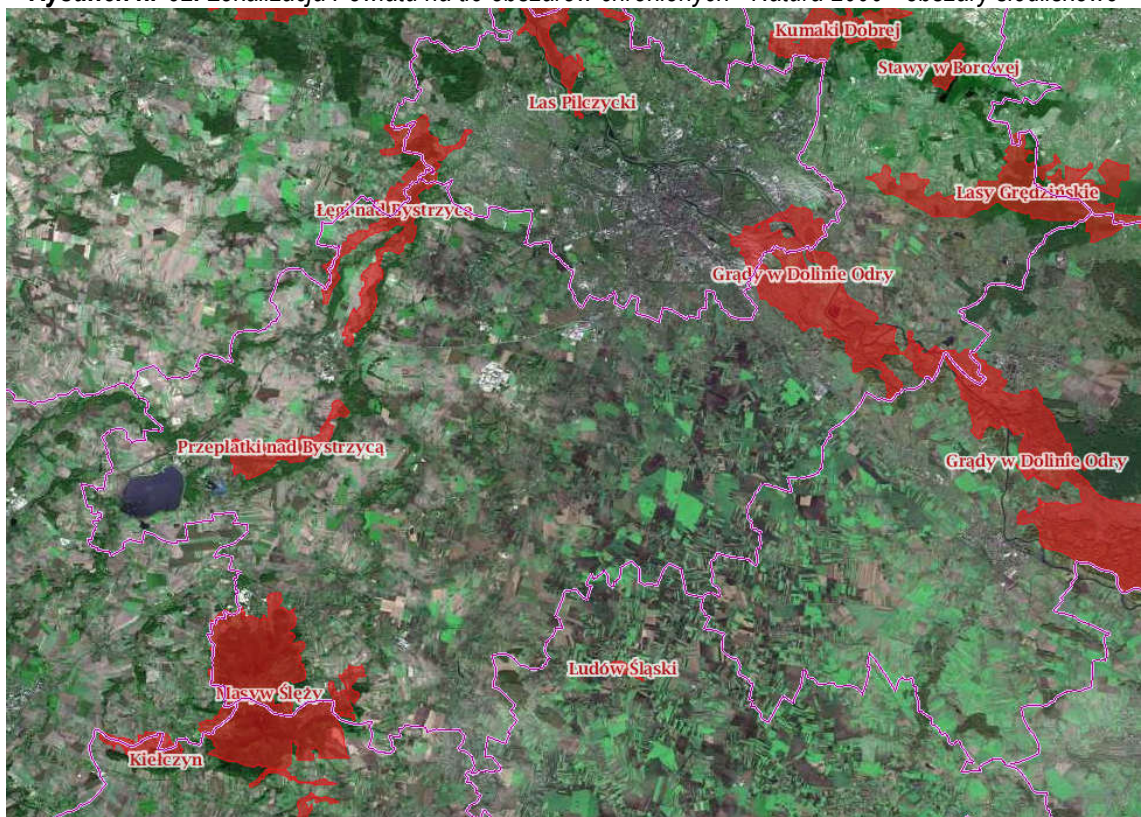 Kumaki Dobrej
Stawy w Borowej
Las Pilczycki
Lasy Grędzińskie
Łęgi nad Bystrzycą
Grądy w Dolinie Odry
Przeplatki nad Bystrzycą
Grądy w Dolinie Odry
Ludów Śląski
Masyw Ślęży
Kiełczyn